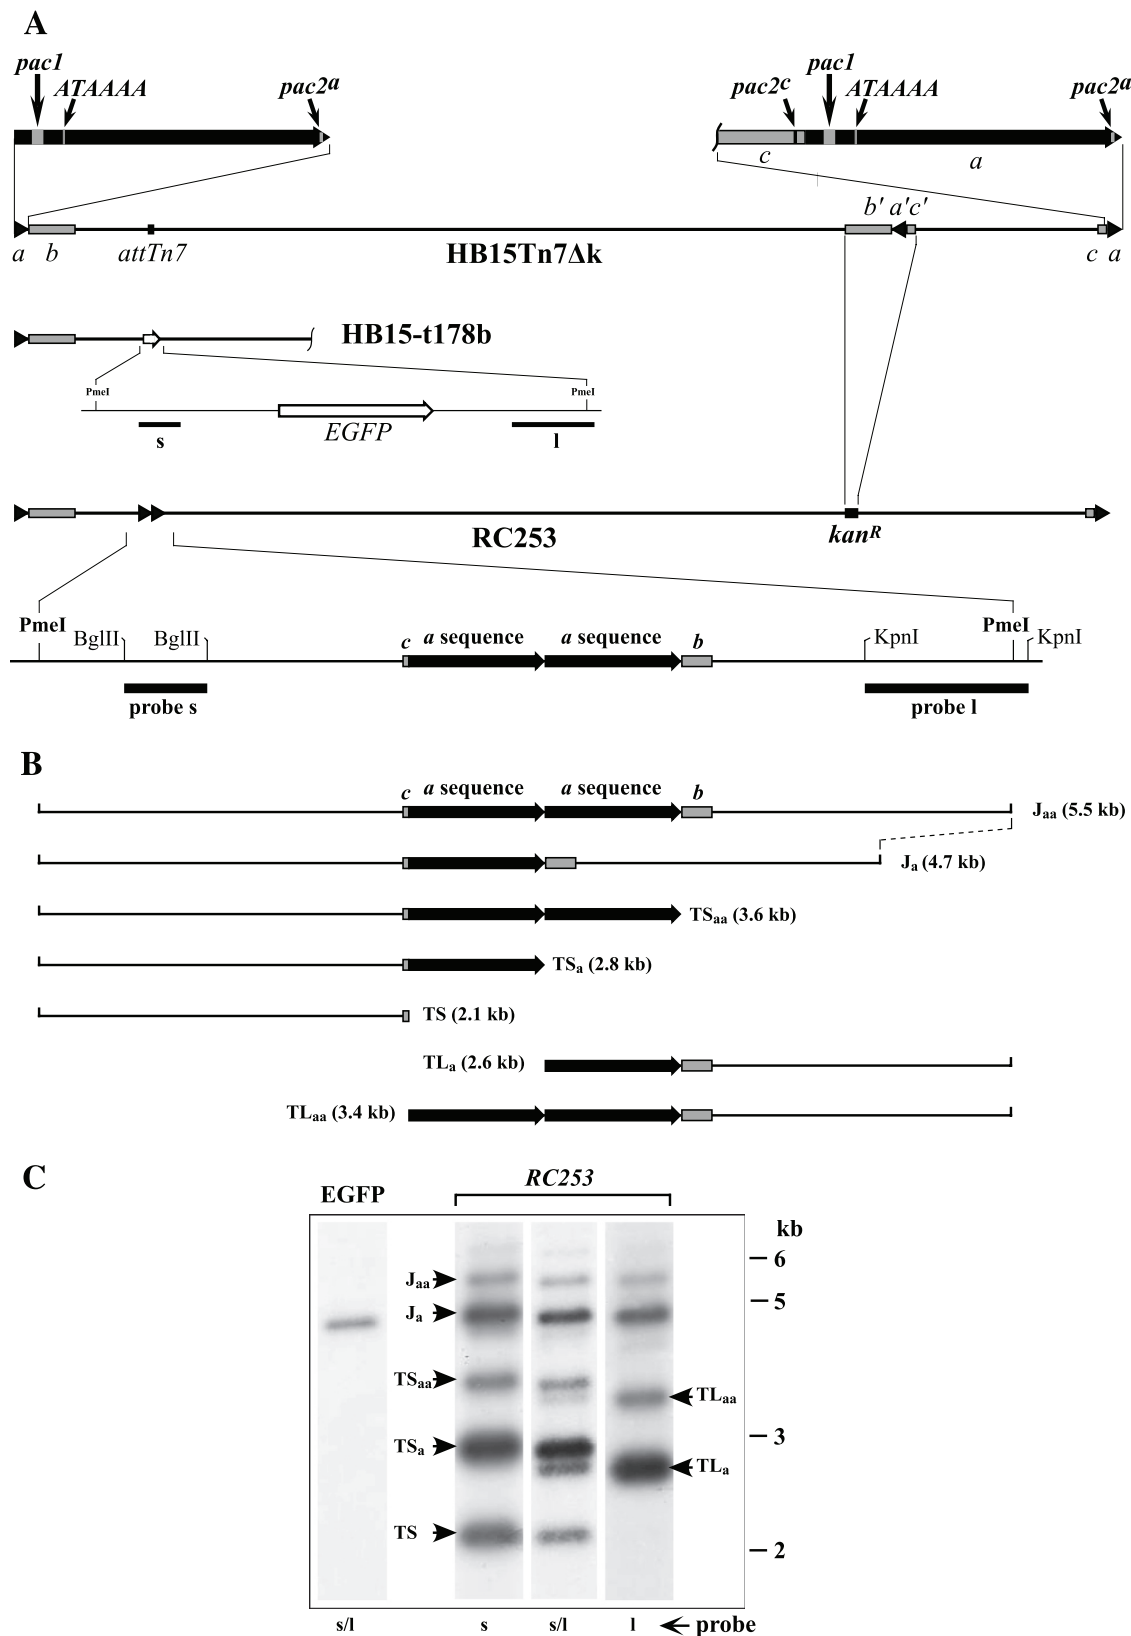 A
pac1
ATAAAA
pac2a
pac2c
pac1
ATAAAA
pac2a
c
a
b' a'c'
a b attTn7 HB15Tn7Δk c a
HB15-t178b
PmeI PmeI
s EGFP l
RC253 kanR
PmeI BglII BglII c a sequence a sequence b KpnI PmeI KpnI
probe s probe l
B
c a sequence a sequence b
Jaa (5.5 kb)
Ja (4.7 kb)
TSaa (3.6 kb)
TSa (2.8 kb)
TS (2.1 kb)
TLa (2.6 kb)
TLaa (3.4 kb)
C
EGFP RC253
kb
6
Jaa
5
Ja
TSaa
TLaa
3
TSa
TLa
TS
2
s/l s s/l l probe